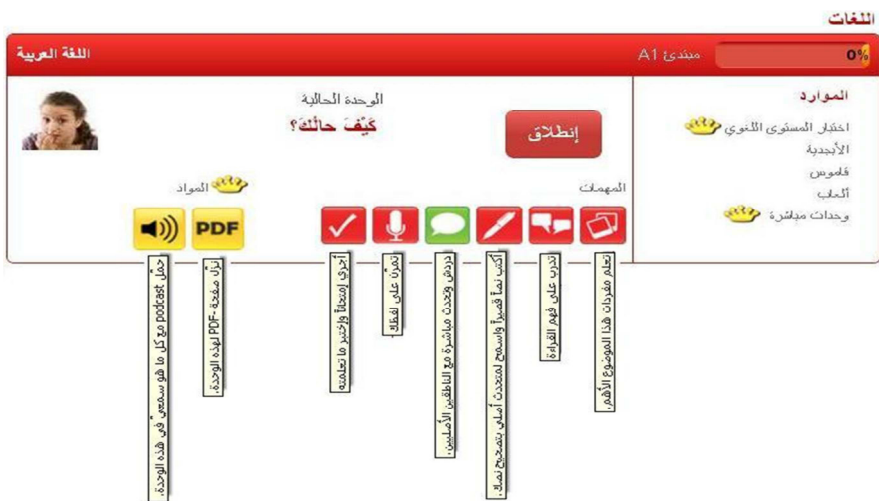 اللغات
اللغة العربية
مبتدئ A1
0%
الموارد
اختبار المستوى اللغوي
الأبجدية
قاموس
ألعاب
وحدات مباشرة
الوحدة الحالية
كَيْفَ حالُكَ؟
إنطلاق
المهمات
المواد
PDF
تعلم مفردات هذا الموضوع الأهم.
تدرب على فهم القراءة
أكتب نصاً قصيراً واسمح لمتحدث أصلي بتصحيح نصك.
دردش وتحدث مباشرة مع الناطقين الأصليين.
تمرّن على لفظك.
أجري إمتحاناً وإختبر ما تعلمته
إنزل صفحة -PDF لهذه الوحدة.
حمّل podcast مع كل ما هو سمعيّ في هذه الوحدة.